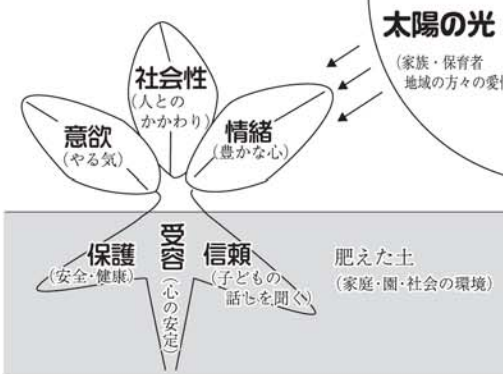 太陽の光
(家族・保育者
地域の方々の愛情
社会性
(人との
かかわり)
意欲
(やる気)
情緒
(豊かな心)
保護
(安全・健康)
受容
(心の安定)
信頼
(子どもの
話しを聞く)
肥えた土
(家庭・園・社会の環境)